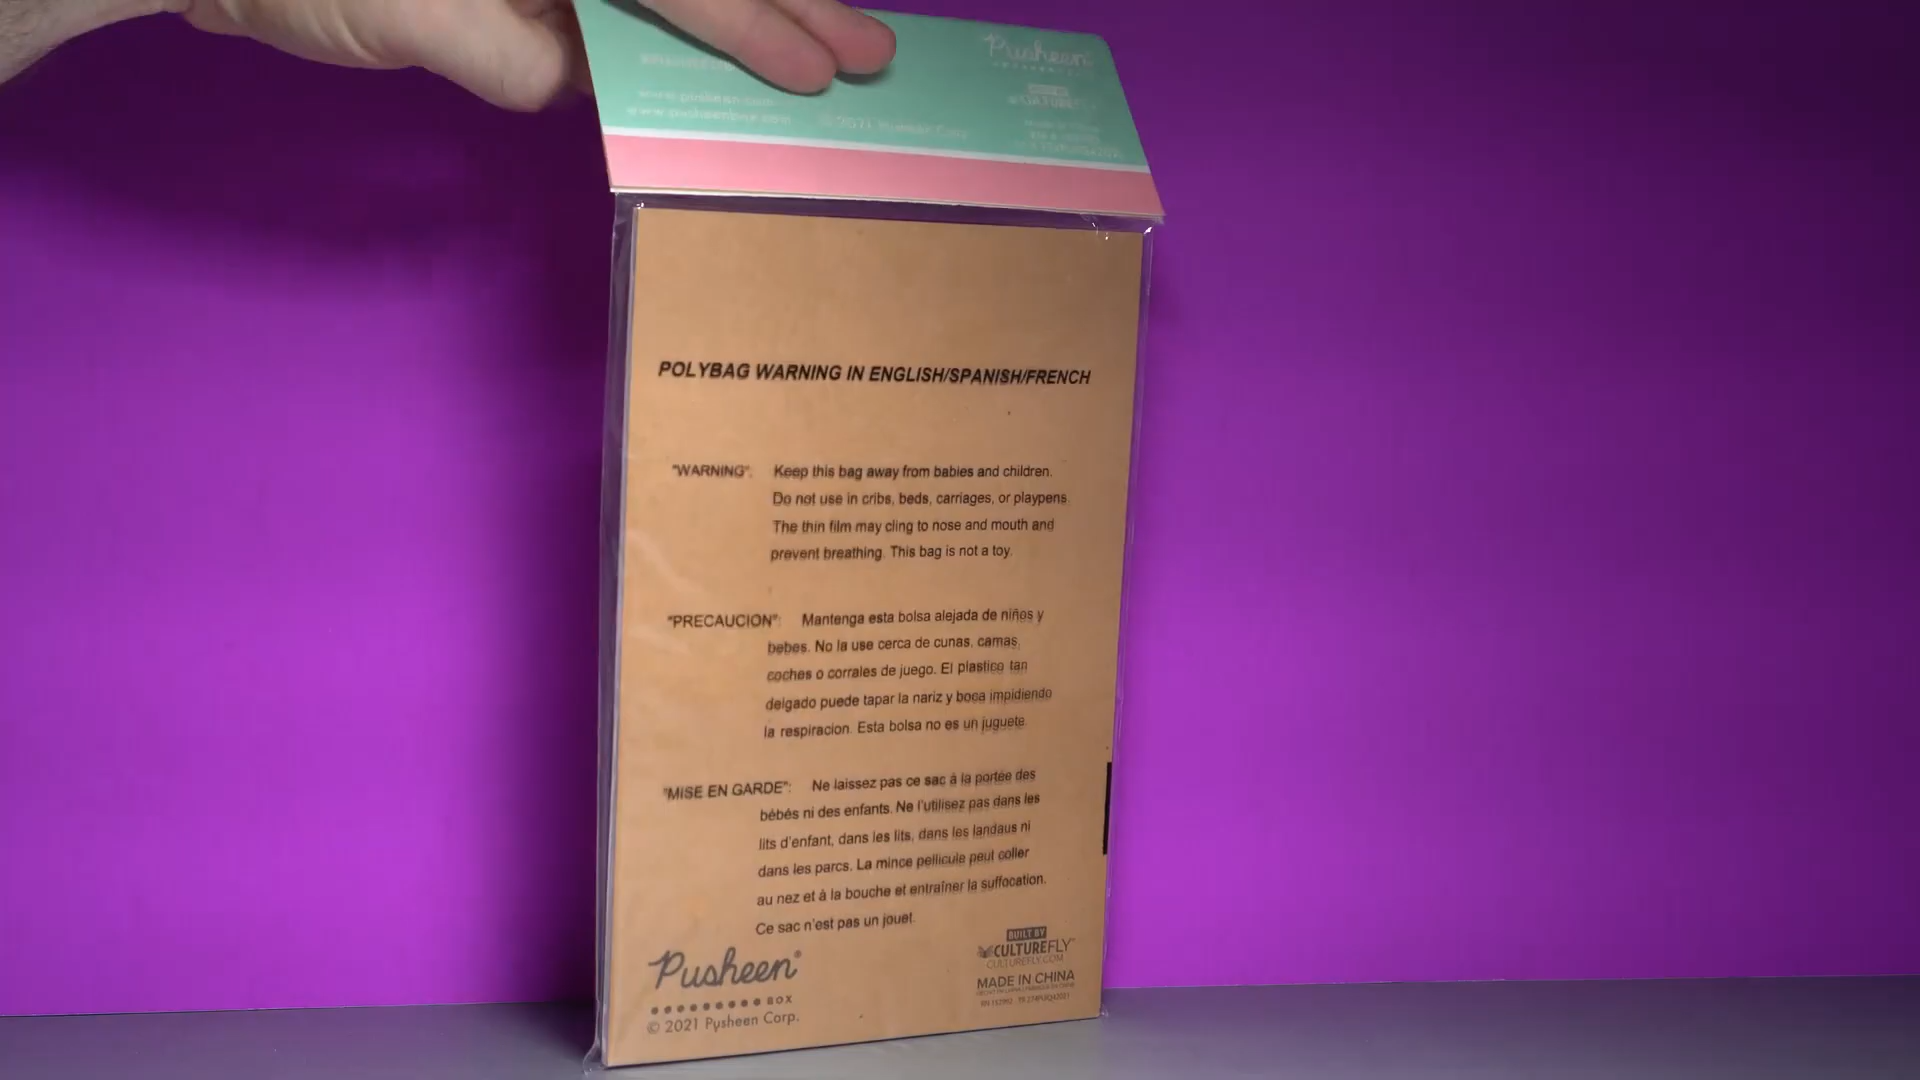 Pusheen
www.pusheen.com
www.pusheenbox.com
© 2021 Pusheen Corp.
POLYBAG WARNING IN ENGLISH/SPANISH/FRENCH
"WARNING": Keep this bag away from babies and children.
Do not use in cribs, beds, carriages, or playpens.
The thin film may cling to nose and mouth and
prevent breathing. This bag is not a toy.
"PRECAUCION": Mantenga esta bolsa alejada de niños y
bebes. No la use cerca de cunas, camas,
coches o corrales de juego. El plastico tan
delgado puede tapar la nariz y boca impidiendo
la respiracion. Esta bolsa no es un juguete.
"MISE EN GARDE": Ne laissez pas ce sac à la portée des
bébés ni des enfants. Ne l'utilisez pas dans les
lits d'enfant, dans les lits, dans les landaus ni
dans les parcs. La mince pellicule peut coller
au nez et à la bouche et entraîner la suffocation.
Ce sac n'est pas un jouet.
Pusheen®
BOX
© 2021 Pusheen Corp.
BUILT BY
CULTUREFLY™
CULTUREFLY.COM
MADE IN CHINA